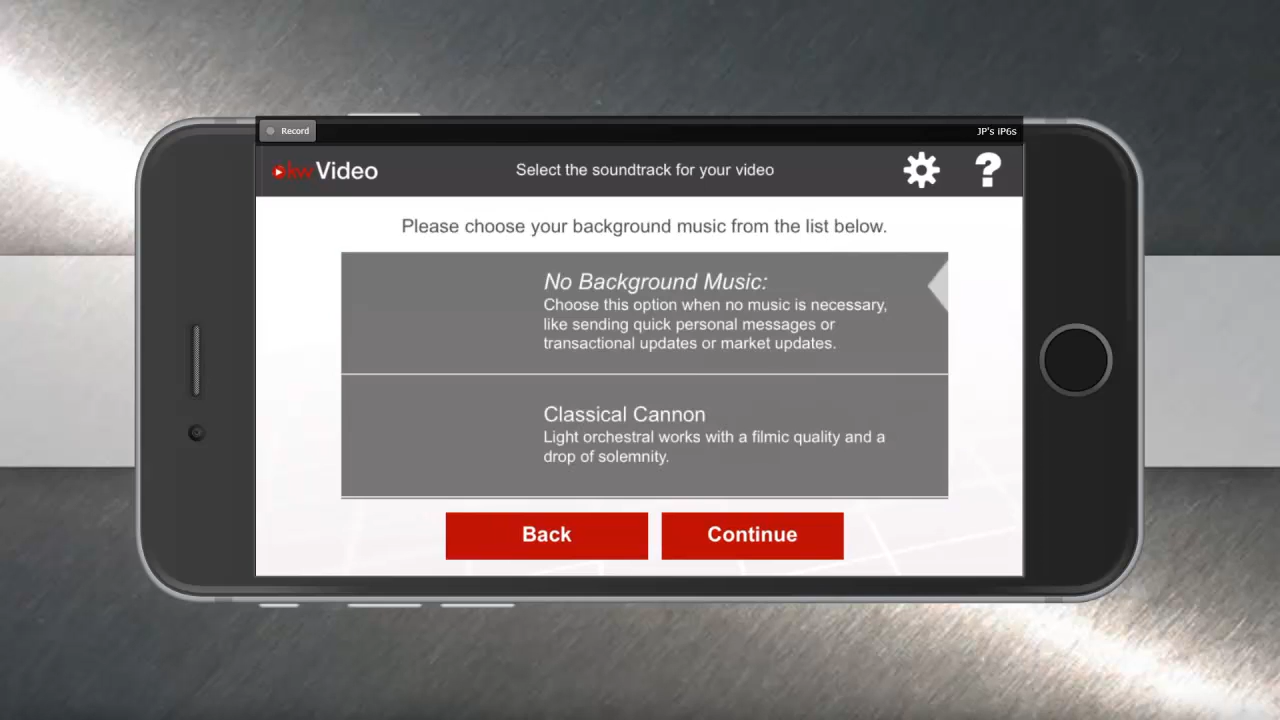 Record
JP's iP6s
kw Video
Select the soundtrack for your video
?
Please choose your background music from the list below.
No Background Music:
Choose this option when no music is necessary,
like sending quick personal messages or
transactional updates or market updates.
Classical Cannon
Light orchestral works with a filmic quality and a
drop of solemnity.
Back
Continue